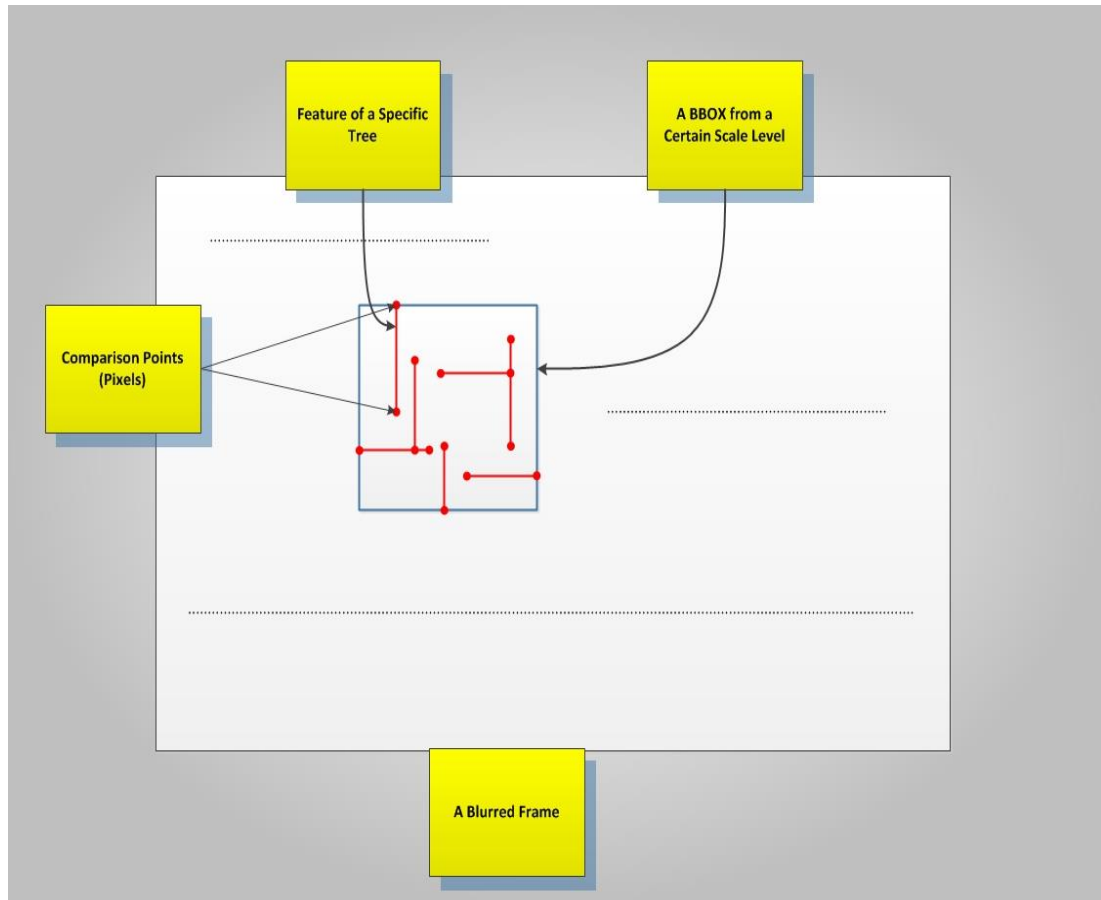 Feature of a Specific
Tree
A BBOX from a
Certain Scale Level
Comparison Points
(Pixels)
A Blurred Frame